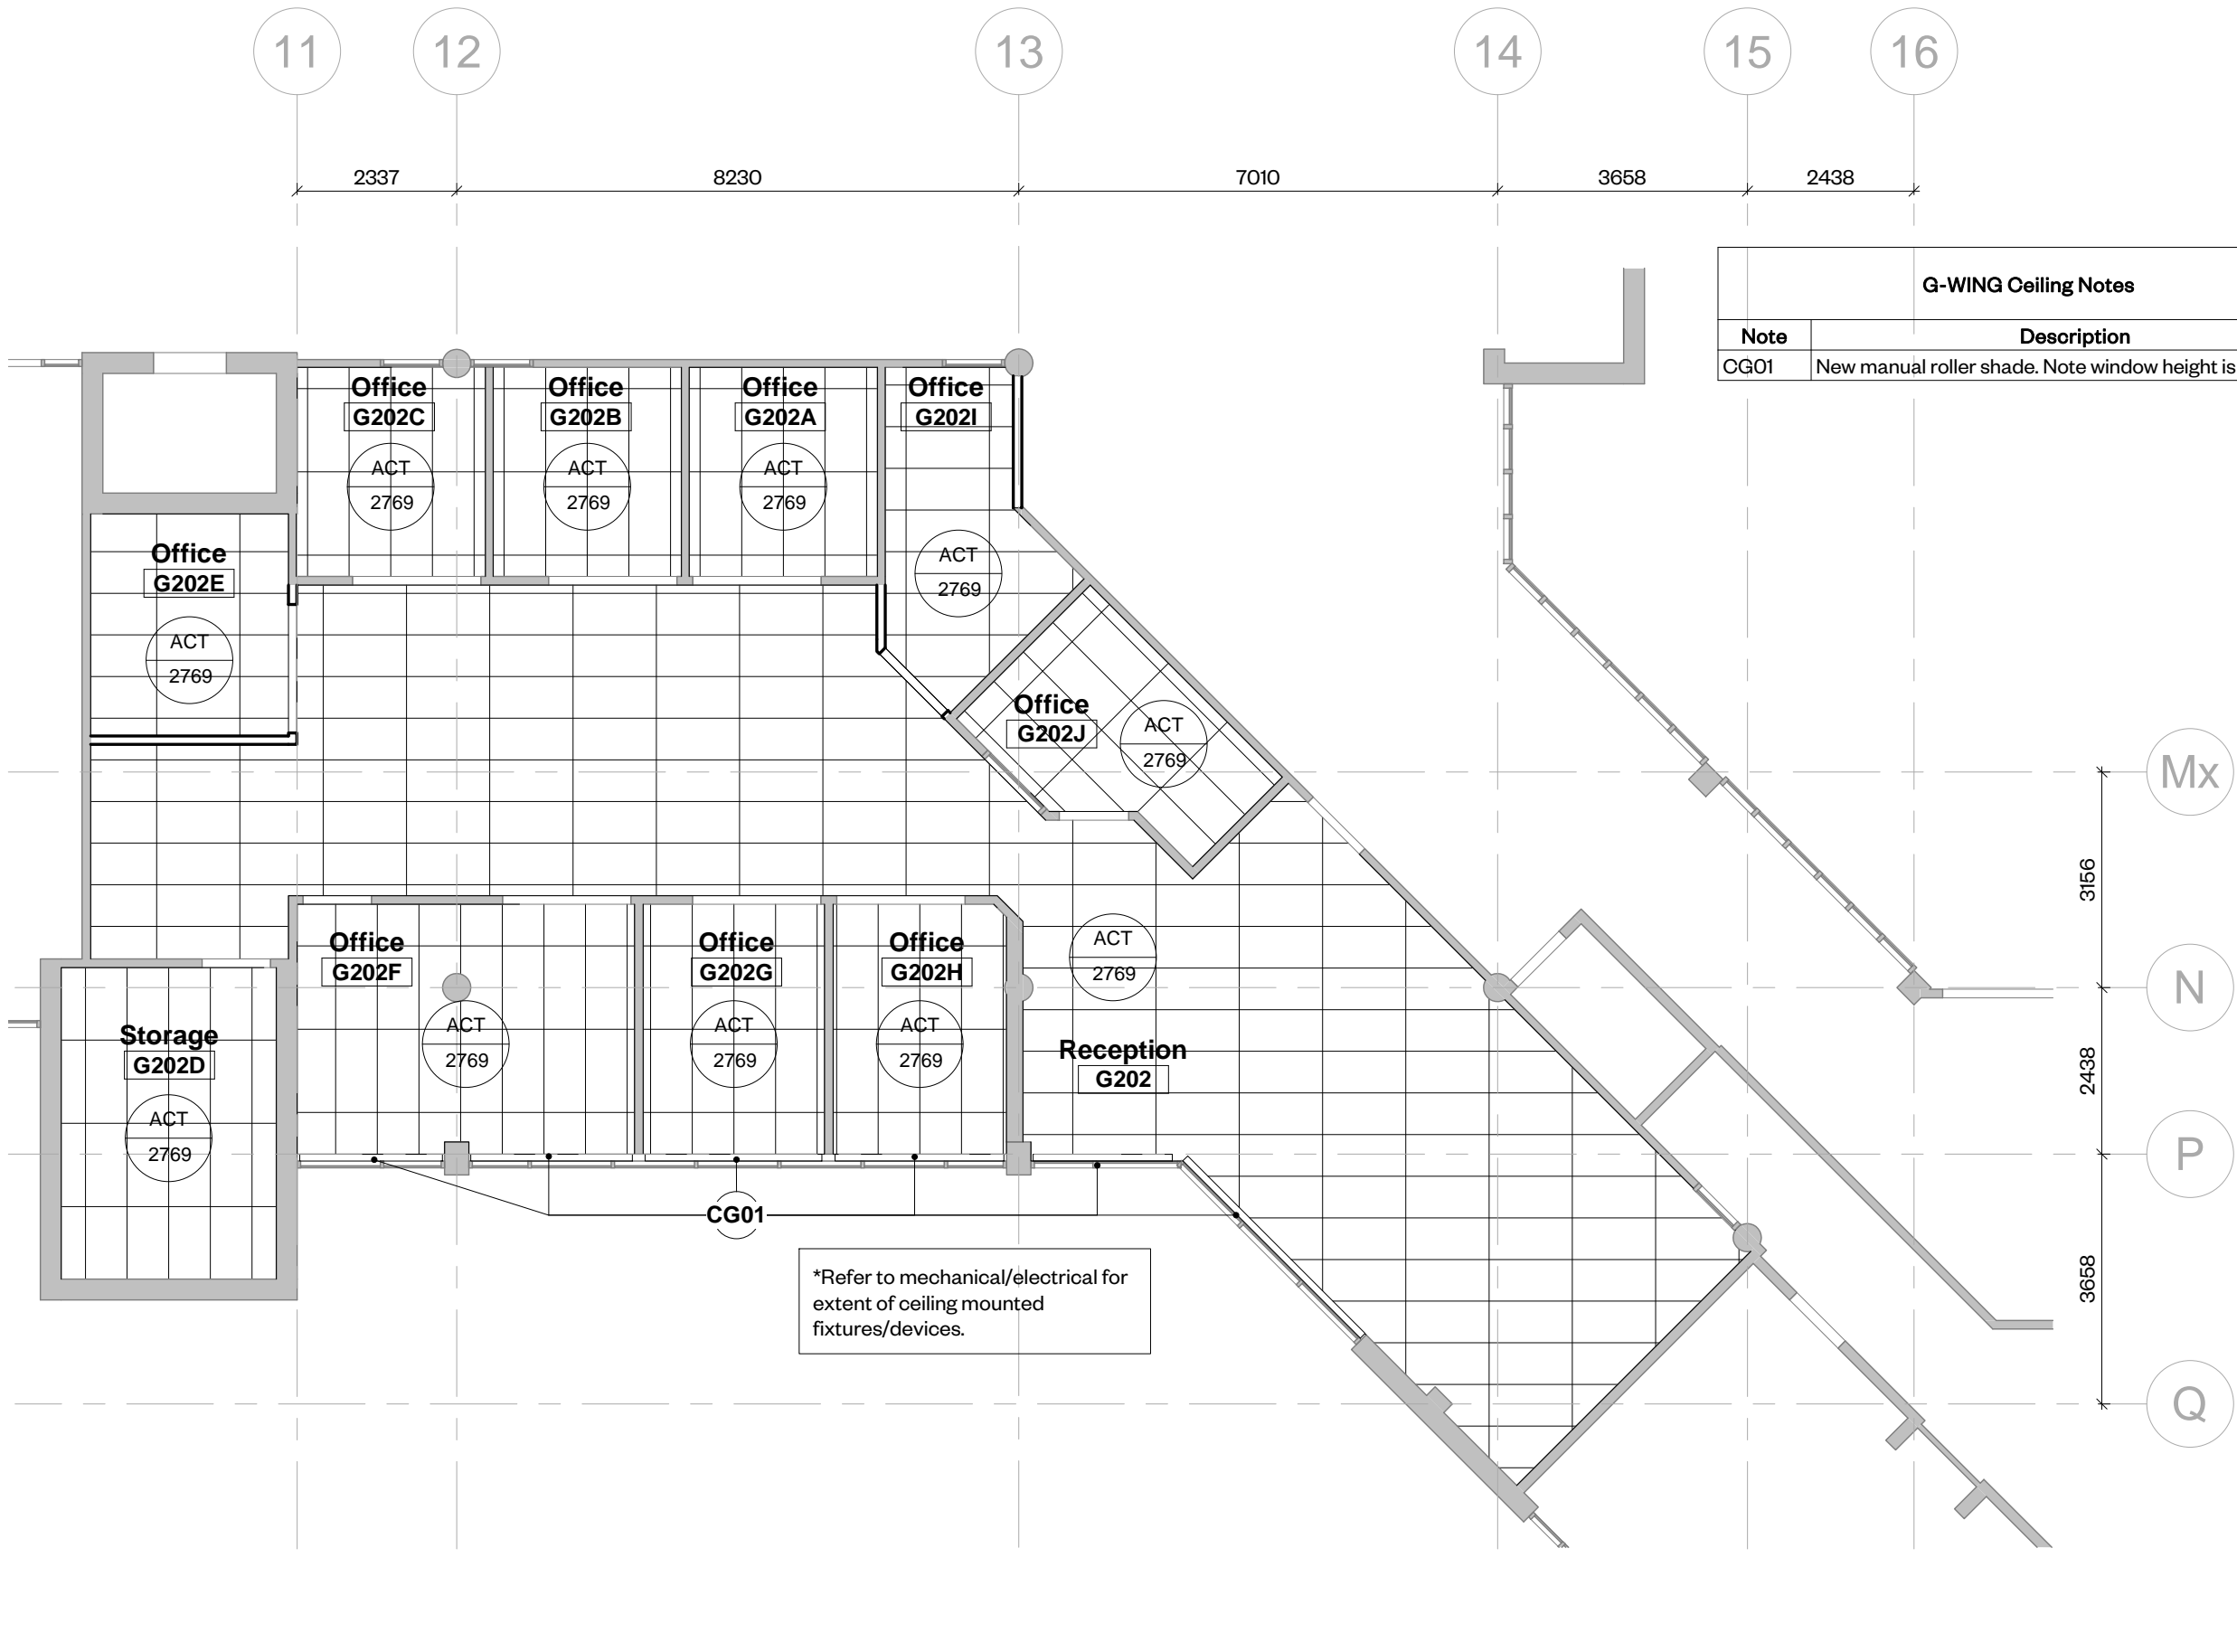 11
12
13
14
15
16
2337
8230
7010
3658
2438
G-WING Ceiling Notes
Note
Description
CG01
New manual roller shade. Note window height is
Office
G202C
ACT
2769
Office
G202B
ACT
2769
Office
G202A
ACT
2769
Office
G202I
ACT
2769
Office
G202E
ACT
2769
Office
G202J
ACT
2769
Mx
3156
Office
G202F
ACT
2769
Office
G202G
ACT
2769
Office
G202H
ACT
2769
ACT
2769
Reception
G202
N
2438
Storage
G202D
ACT
2769
P
CG01
3658
*Refer to mechanical/electrical for
extent of ceiling mounted
fixtures/devices.
Q